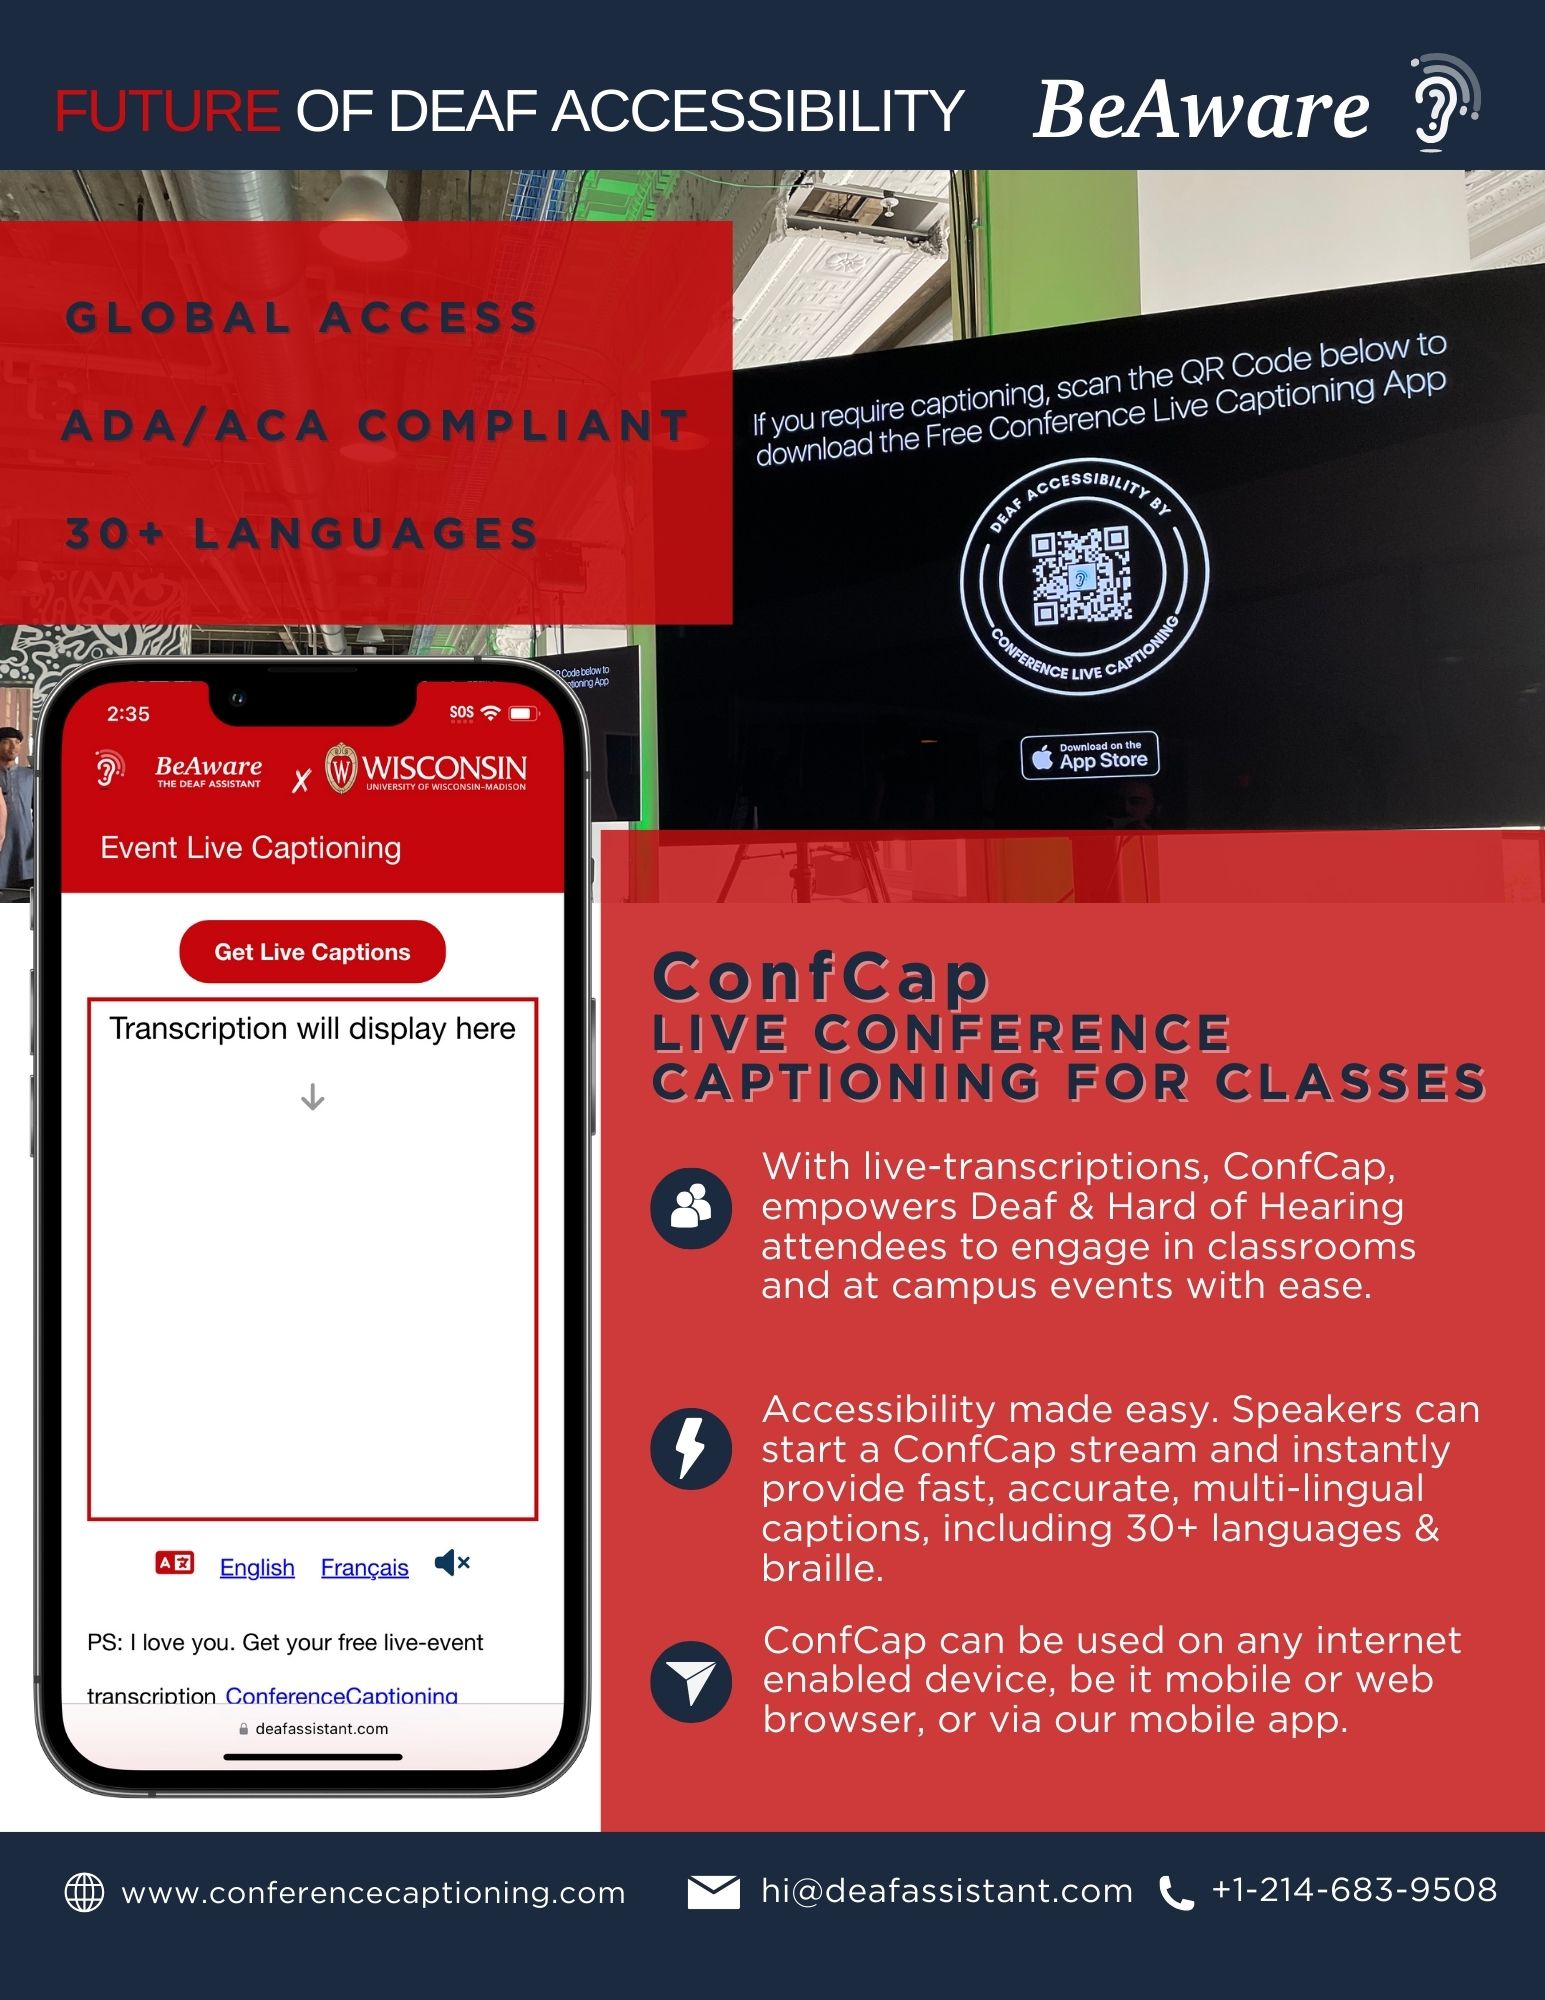 FUTURE OF DEAF ACCESSIBILITY
BeAware
GLOBAL ACCESS
ADA/ACA COMPLIANT
30+ LANGUAGES
If you require captioning, scan the QR Code below to
download the Free Conference Live Captioning App
DEAF ACCESSIBILITY BY
CONFERENCE LIVE CAPTIONING
Download on the
App Store
Code below to
ptioning App
2:35
SOS
BeAware
THE DEAF ASSISTANT
X
W WISCONSIN
UNIVERSITY OF WISCONSIN–MADISON
Event Live Captioning
Get Live Captions
Transcription will display here
English Français
PS: I love you. Get your free live-event
transcription ConferenceCaptioning
deafassistant.com
ConfCap
LIVE CONFERENCE
CAPTIONING FOR CLASSES
With live-transcriptions, ConfCap,
empowers Deaf & Hard of Hearing
attendees to engage in classrooms
and at campus events with ease.
Accessibility made easy. Speakers can
start a ConfCap stream and instantly
provide fast, accurate, multi-lingual
captions, including 30+ languages &
braille.
ConfCap can be used on any internet
enabled device, be it mobile or web
browser, or via our mobile app.
www.conferencecaptioning.com
hi@deafassistant.com
+1-214-683-9508